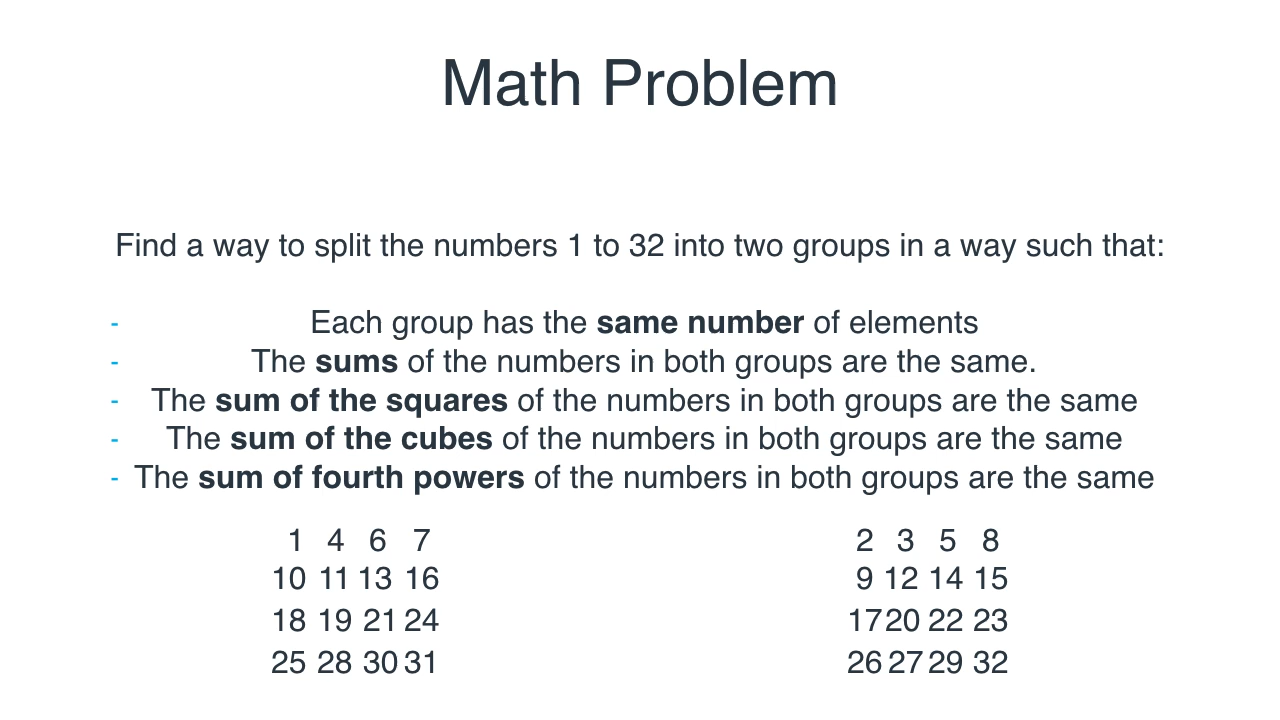 Math Problem
Find a way to split the numbers 1 to 32 into two groups in a way such that:
- Each group has the same number of elements
- The sums of the numbers in both groups are the same.
- The sum of the squares of the numbers in both groups are the same
- The sum of the cubes of the numbers in both groups are the same
- The sum of fourth powers of the numbers in both groups are the same
1 4 6 7
10 11 13 16
18 19 21 24
25 28 30 31
2 3 5 8
9 12 14 15
17 20 22 23
26 27 29 32